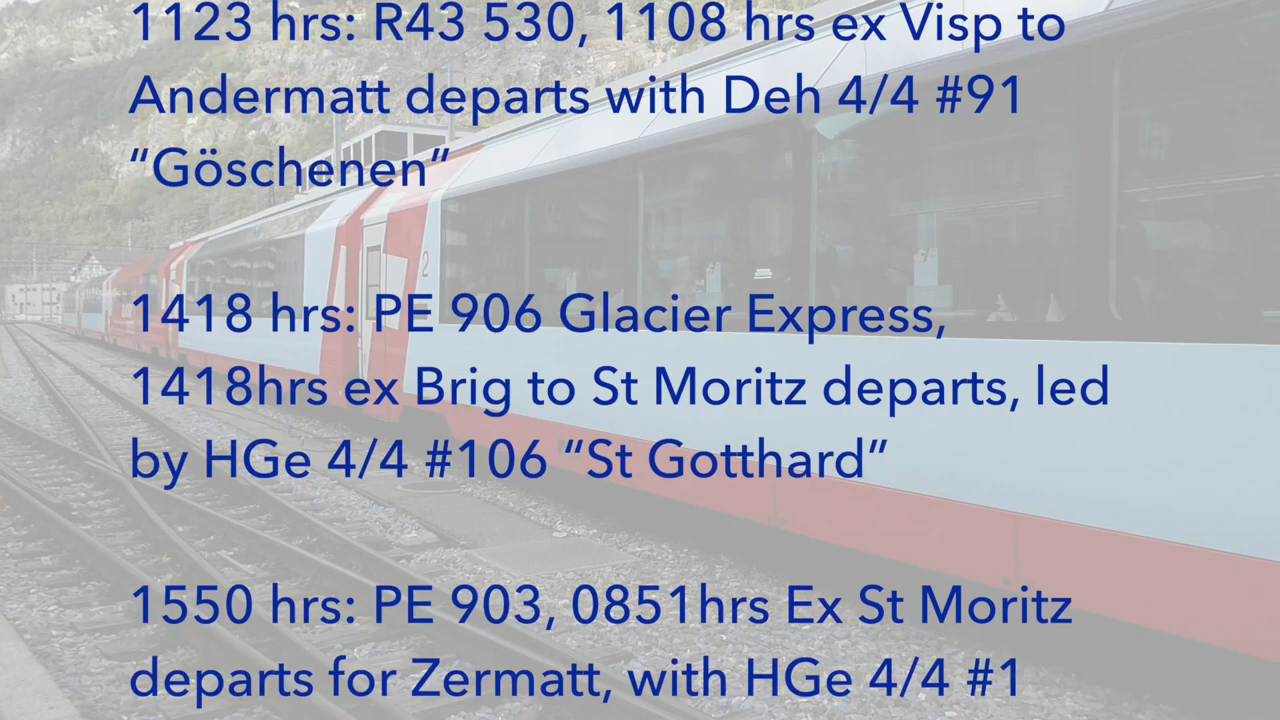 1123 hrs: R43 530, 1108 hrs ex Visp to
Andermatt departs with Deh 4/4 #91
“Göschenen”
1418 hrs: PE 906 Glacier Express,
1418hrs ex Brig to St Moritz departs, led
by HGe 4/4 #106 “St Gotthard”
1550 hrs: PE 903, 0851hrs Ex St Moritz
departs for Zermatt, with HGe 4/4 #1
2